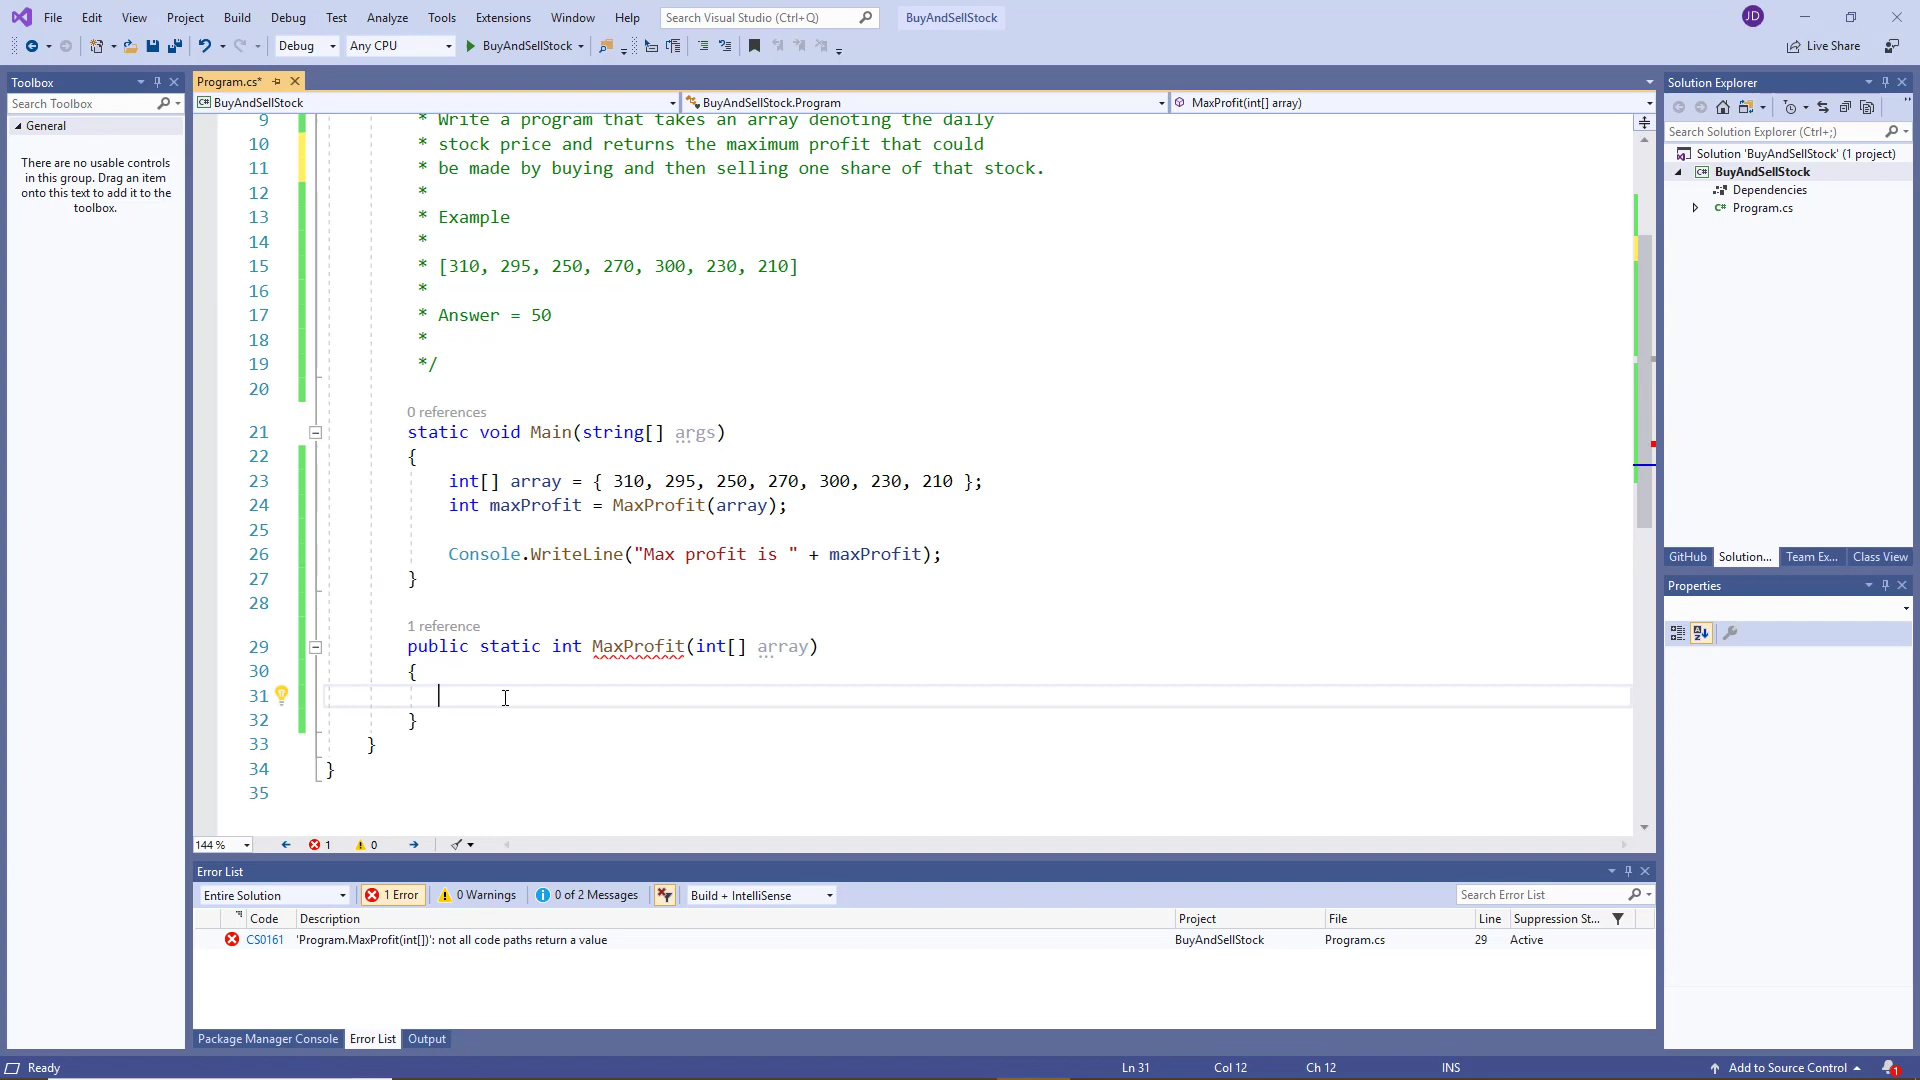 File Edit View Project Build Debug Test Analyze Tools Extensions Window Help Search Visual Studio (Ctrl+Q) BuyAndSellStock JD
Debug Any CPU BuyAndSellStock Live Share
Toolbox
Search Toolbox
General
There are no usable controls
in this group. Drag an item
onto this text to add it to the
toolbox.
Program.cs*
BuyAndSellStock BuyAndSellStock.Program MaxProfit(int[] array)
9 * Write a program that takes an array denoting the daily
10 * stock price and returns the maximum profit that could
11 * be made by buying and then selling one share of that stock.
12 *
13 * Example
14 *
15 * [310, 295, 250, 270, 300, 230, 210]
16 *
17 * Answer = 50
18 *
19 */
20
0 references
21 static void Main(string[] args)
22 {
23 int[] array = { 310, 295, 250, 270, 300, 230, 210 };
24 int maxProfit = MaxProfit(array);
25
26 Console.WriteLine("Max profit is " + maxProfit);
27 }
28
1 reference
29 public static int MaxProfit(int[] array)
30 {
31
32 }
33 }
34 }
35
144 % 1 0
Error List
Entire Solution 1 Error 0 Warnings 0 of 2 Messages Build + IntelliSense Search Error List
Code Description Project File Line Suppression St...
CS0161 'Program.MaxProfit(int[])': not all code paths return a value BuyAndSellStock Program.cs 29 Active
Package Manager Console Error List Output
Solution Explorer
Search Solution Explorer (Ctrl+;)
Solution 'BuyAndSellStock' (1 project)
C# BuyAndSellStock
Dependencies
C# Program.cs
GitHub Solution... Team Ex... Class View
Properties
Ready Ln 31 Col 12 Ch 12 INS Add to Source Control 1